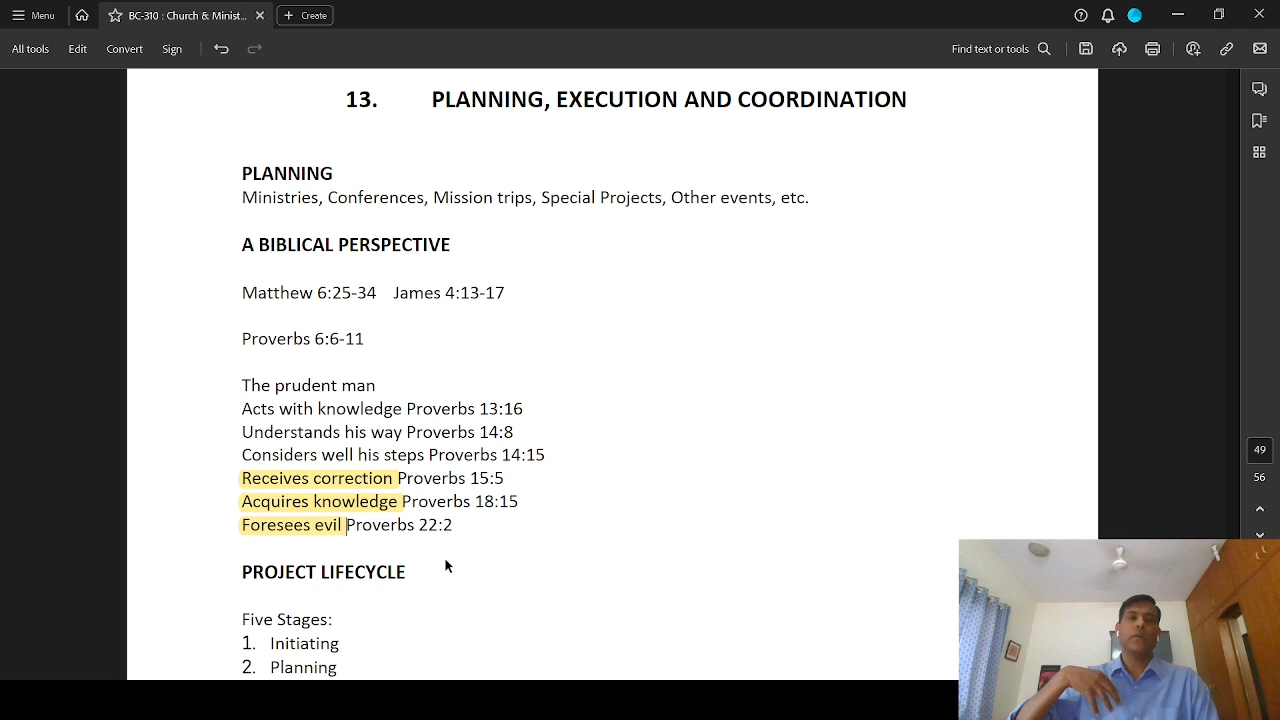 Menu
BC-310 : Church & Minist...
Create
All tools Edit Convert Sign
Find text or tools
13. PLANNING, EXECUTION AND COORDINATION
PLANNING
Ministries, Conferences, Mission trips, Special Projects, Other events, etc.
A BIBLICAL PERSPECTIVE
Matthew 6:25-34 James 4:13-17
Proverbs 6:6-11
The prudent man
Acts with knowledge Proverbs 13:16
Understands his way Proverbs 14:8
Considers well his steps Proverbs 14:15
Receives correction Proverbs 15:5
Acquires knowledge Proverbs 18:15
Foresees evil Proverbs 22:2
PROJECT LIFECYCLE
Five Stages:
1. Initiating
2. Planning
49
56